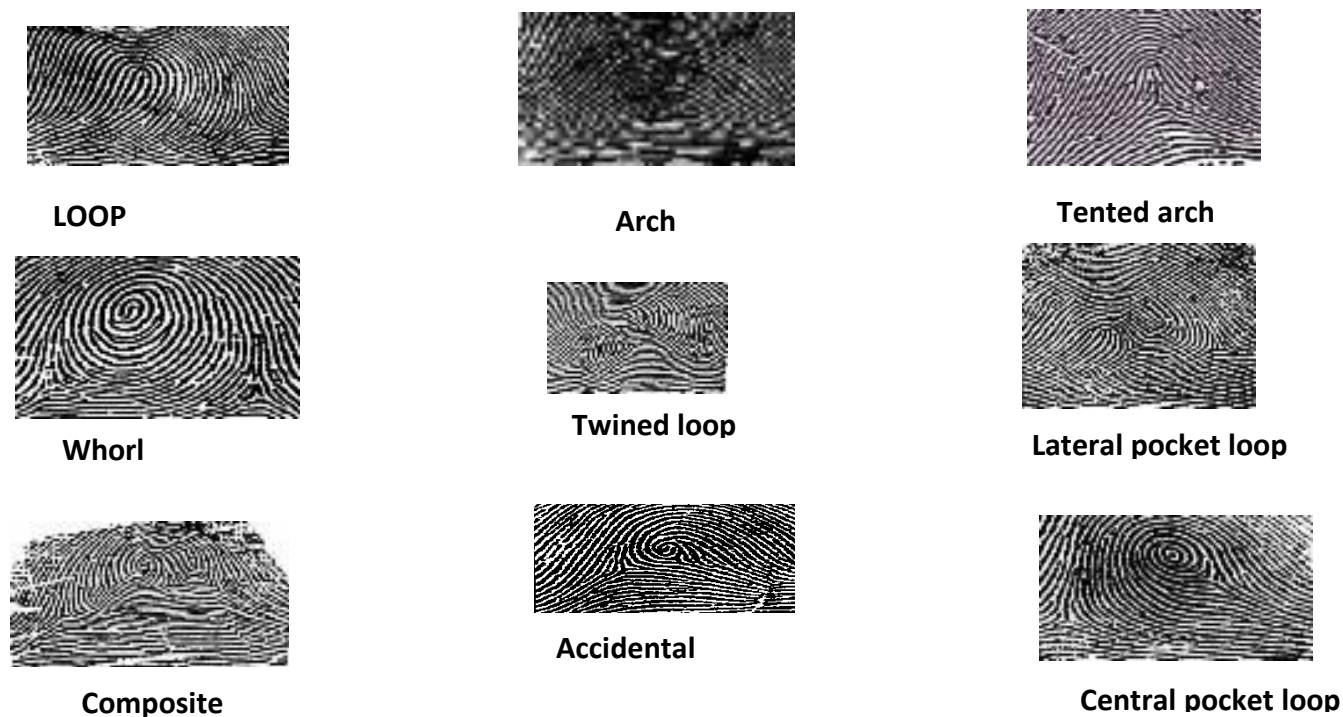 LOOP
Arch
Tented arch
Whorl
Twined loop
Lateral pocket loop
Composite
Accidental
Central pocket loop